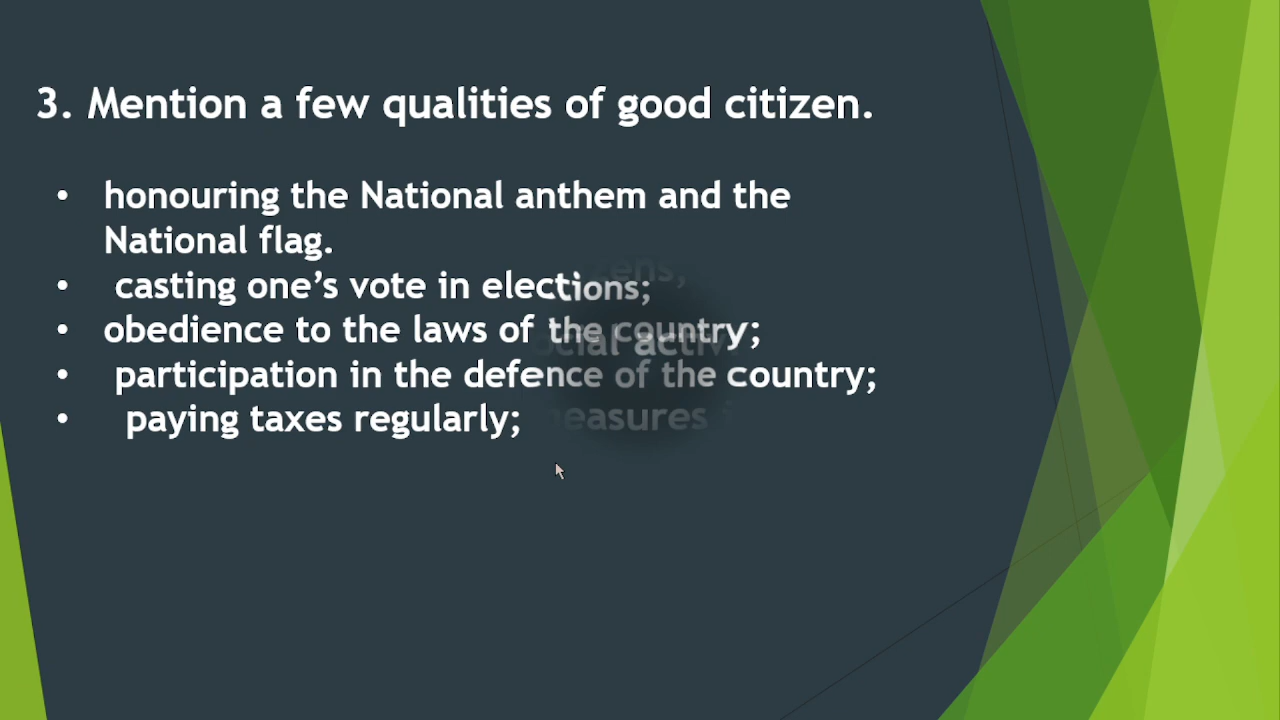 3. Mention a few qualities of good citizen.
• honouring the National anthem and the
National flag.
• casting one’s vote in elections;
• obedience to the laws of the country;
• participation in the defence of the country;
• paying taxes regularly;